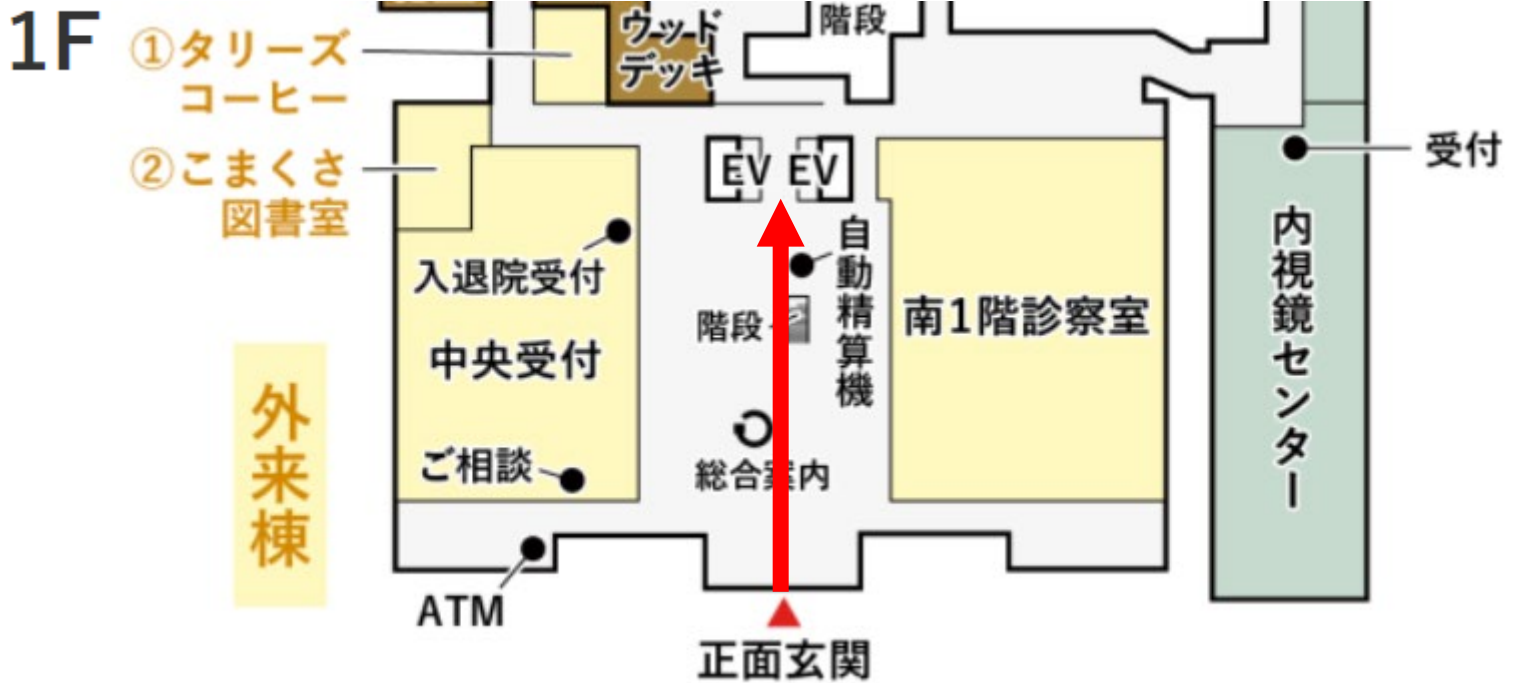 1F
①タリーズ
コーヒー
ウッド
デッキ
階段
②こまくさ
図書室
EV EV
受付
入退院受付
自動精算機
階段
南1階診察室
内視鏡センター
中央受付
外来棟
ご相談
総合案内
ATM
正面玄関